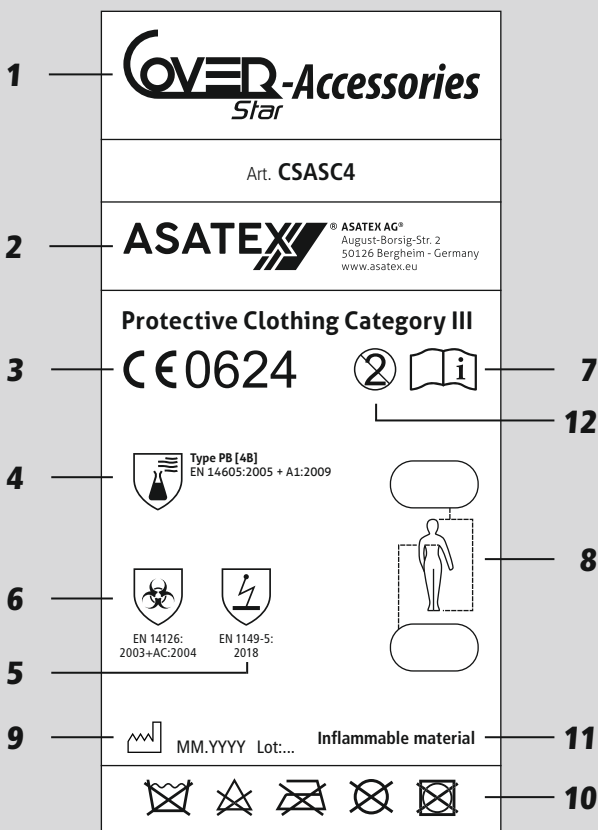 COVER-Accessories
Star
Art. CSASC4
ASATEX® ASATEX AG®
August-Borsig-Str. 2
50126 Bergheim - Germany
www.asatex.eu
Protective Clothing Category III
CE0624
2
i
Type PB [4B]
EN 14605:2005 + A1:2009
EN 14126:
2003+AC:2004
EN 1149-5:
2018
MM.YYYY Lot:...
Inflammable material
1
2
3
4
6
5
9
7
12
8
11
10